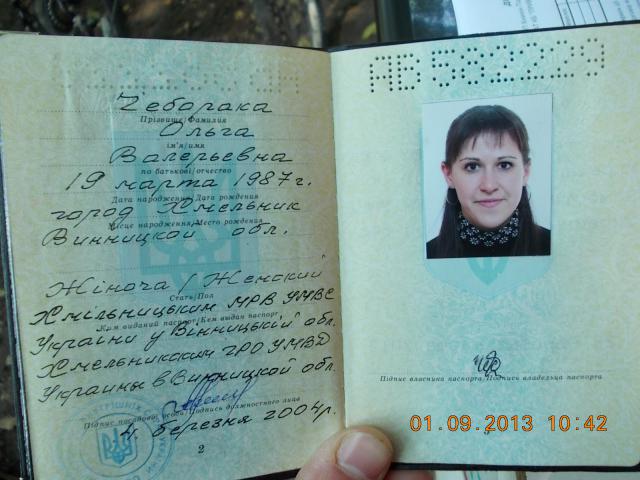 Чеборака
Прізвище/Фамилия
Ольга
ім'я/имя
Валерьевна
по батькові/отчество
19 марта 1987г.
Дата народження/Дата рождения
город Хмельник
Місце народження/Место рождения
Винницкой обл.
Жіноча/Женский
Стать/Пол
Хмільницьким МРВ УМВС
Ким виданий паспорт/Кем выдан паспорт
України у Вінницькій обл.
Хмельникским ГРО УМВД
Украины в Винницкой обл.
Підпис посадової особи/Подпись должностного лица
березня 2004р.
2
АВ 582229
Підпис власника паспорта/Подпись владельца паспорта
01.09.2013 10:42